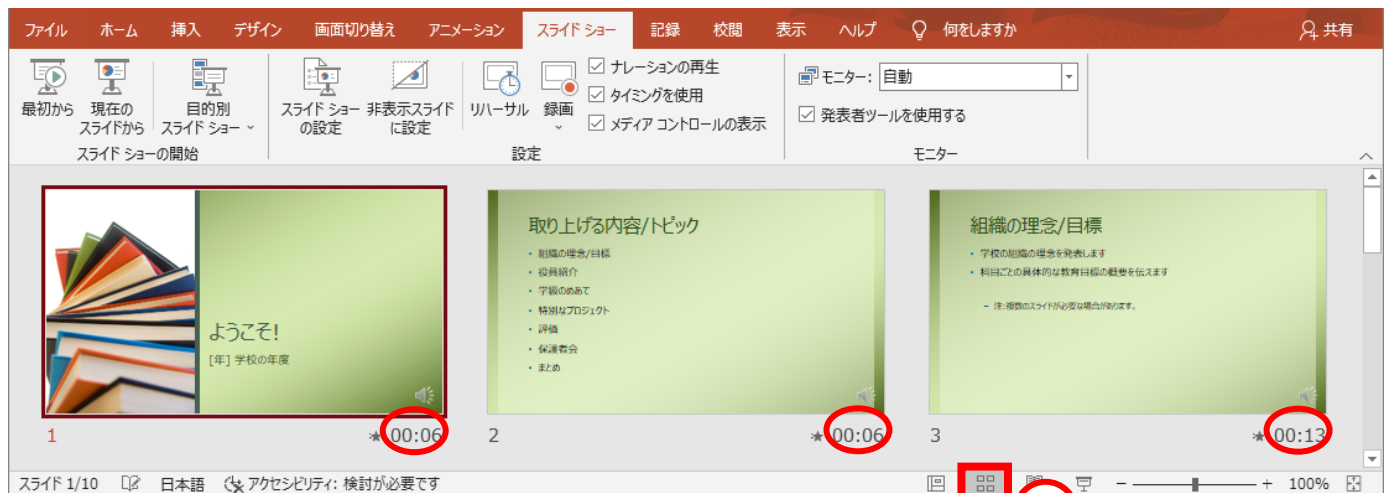 ファイル ホーム 挿入 デザイン 画面切り替え アニメーション スライド ショー 記録 校閲 表示 ヘルプ 何をしますか 共有
最初から 現在の スライドから 目的別 スライド ショー スライド ショー の設定 非表示スライド に設定 リハーサル 録画
ナレーションの再生
タイミングを使用
メディア コントロールの表示
モニター: 自動
発表者ツールを使用する
スライド ショーの開始 設定 モニター
ようこそ!
[年] 学校の年度
1 00:06
取り上げる内容/トピック
• 組織の理念/目標
• 役員紹介
• 学級のめあて
• 特別なプロジェクト
• 評価
• 保護者会
• まとめ
2 00:06
組織の理念/目標
• 学校の組織の理念を発表します
• 科目ごとの具体的な教育目標の概要を伝えます
– 注:複数のスライドが必要な場合があります。
3 00:13
スライド 1/10 日本語 アクセシビリティ: 検討が必要です 100%